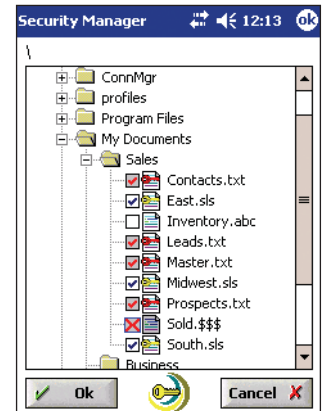 Security Manager 12:13 ok
\
ConnMgr
profiles
Program Files
My Documents
Sales
Contacts.txt
East.sls
Inventory.abc
Leads.txt
Master.txt
Midwest.sls
Prospects.txt
Sold.$$$
South.sls
Business
Ok Cancel